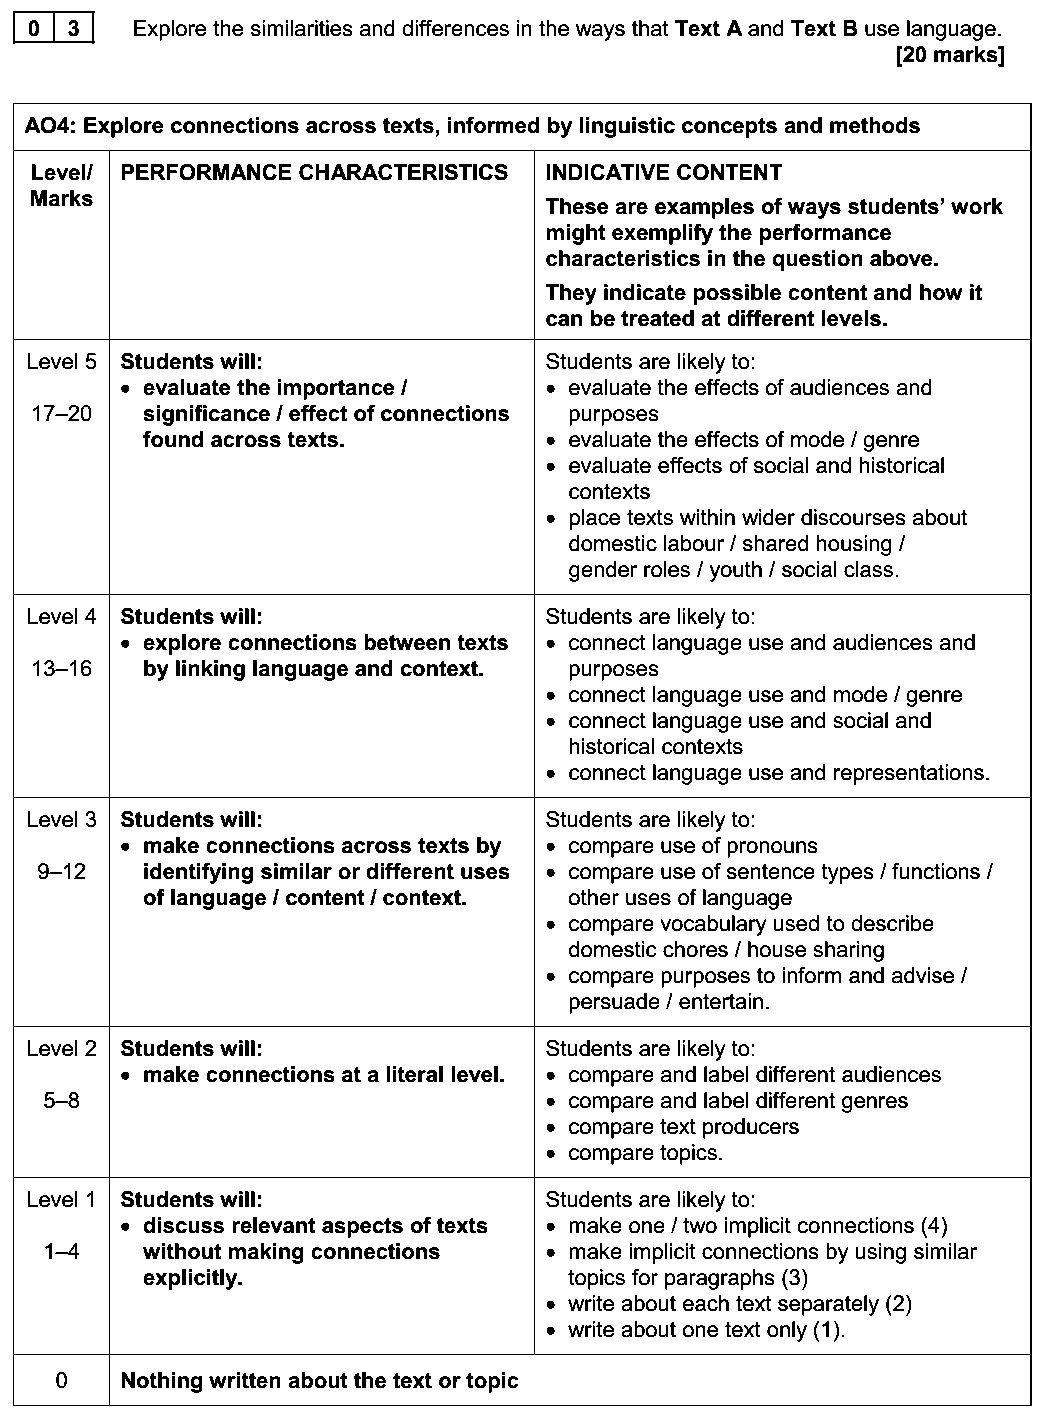 0 3 Explore the similarities and differences in the ways that Text A and Text B use language.
[20 marks]
AO4: Explore connections across texts, informed by linguistic concepts and methods
Level/
Marks
PERFORMANCE CHARACTERISTICS
INDICATIVE CONTENT
These are examples of ways students' work
might exemplify the performance
characteristics in the question above.
They indicate possible content and how it
can be treated at different levels.
Level 5
17–20
Students will:
• evaluate the importance /
significance / effect of connections
found across texts.
Students are likely to:
• evaluate the effects of audiences and
purposes
• evaluate the effects of mode / genre
• evaluate effects of social and historical
contexts
• place texts within wider discourses about
domestic labour / shared housing /
gender roles / youth / social class.
Level 4
13–16
Students will:
• explore connections between texts
by linking language and context.
Students are likely to:
• connect language use and audiences and
purposes
• connect language use and mode / genre
• connect language use and social and
historical contexts
• connect language use and representations.
Level 3
9–12
Students will:
• make connections across texts by
identifying similar or different uses
of language / content / context.
Students are likely to:
• compare use of pronouns
• compare use of sentence types / functions /
other uses of language
• compare vocabulary used to describe
domestic chores / house sharing
• compare purposes to inform and advise /
persuade / entertain.
Level 2
5–8
Students will:
• make connections at a literal level.
Students are likely to:
• compare and label different audiences
• compare and label different genres
• compare text producers
• compare topics.
Level 1
1–4
Students will:
• discuss relevant aspects of texts
without making connections
explicitly.
Students are likely to:
• make one / two implicit connections (4)
• make implicit connections by using similar
topics for paragraphs (3)
• write about each text separately (2)
• write about one text only (1).
0
Nothing written about the text or topic